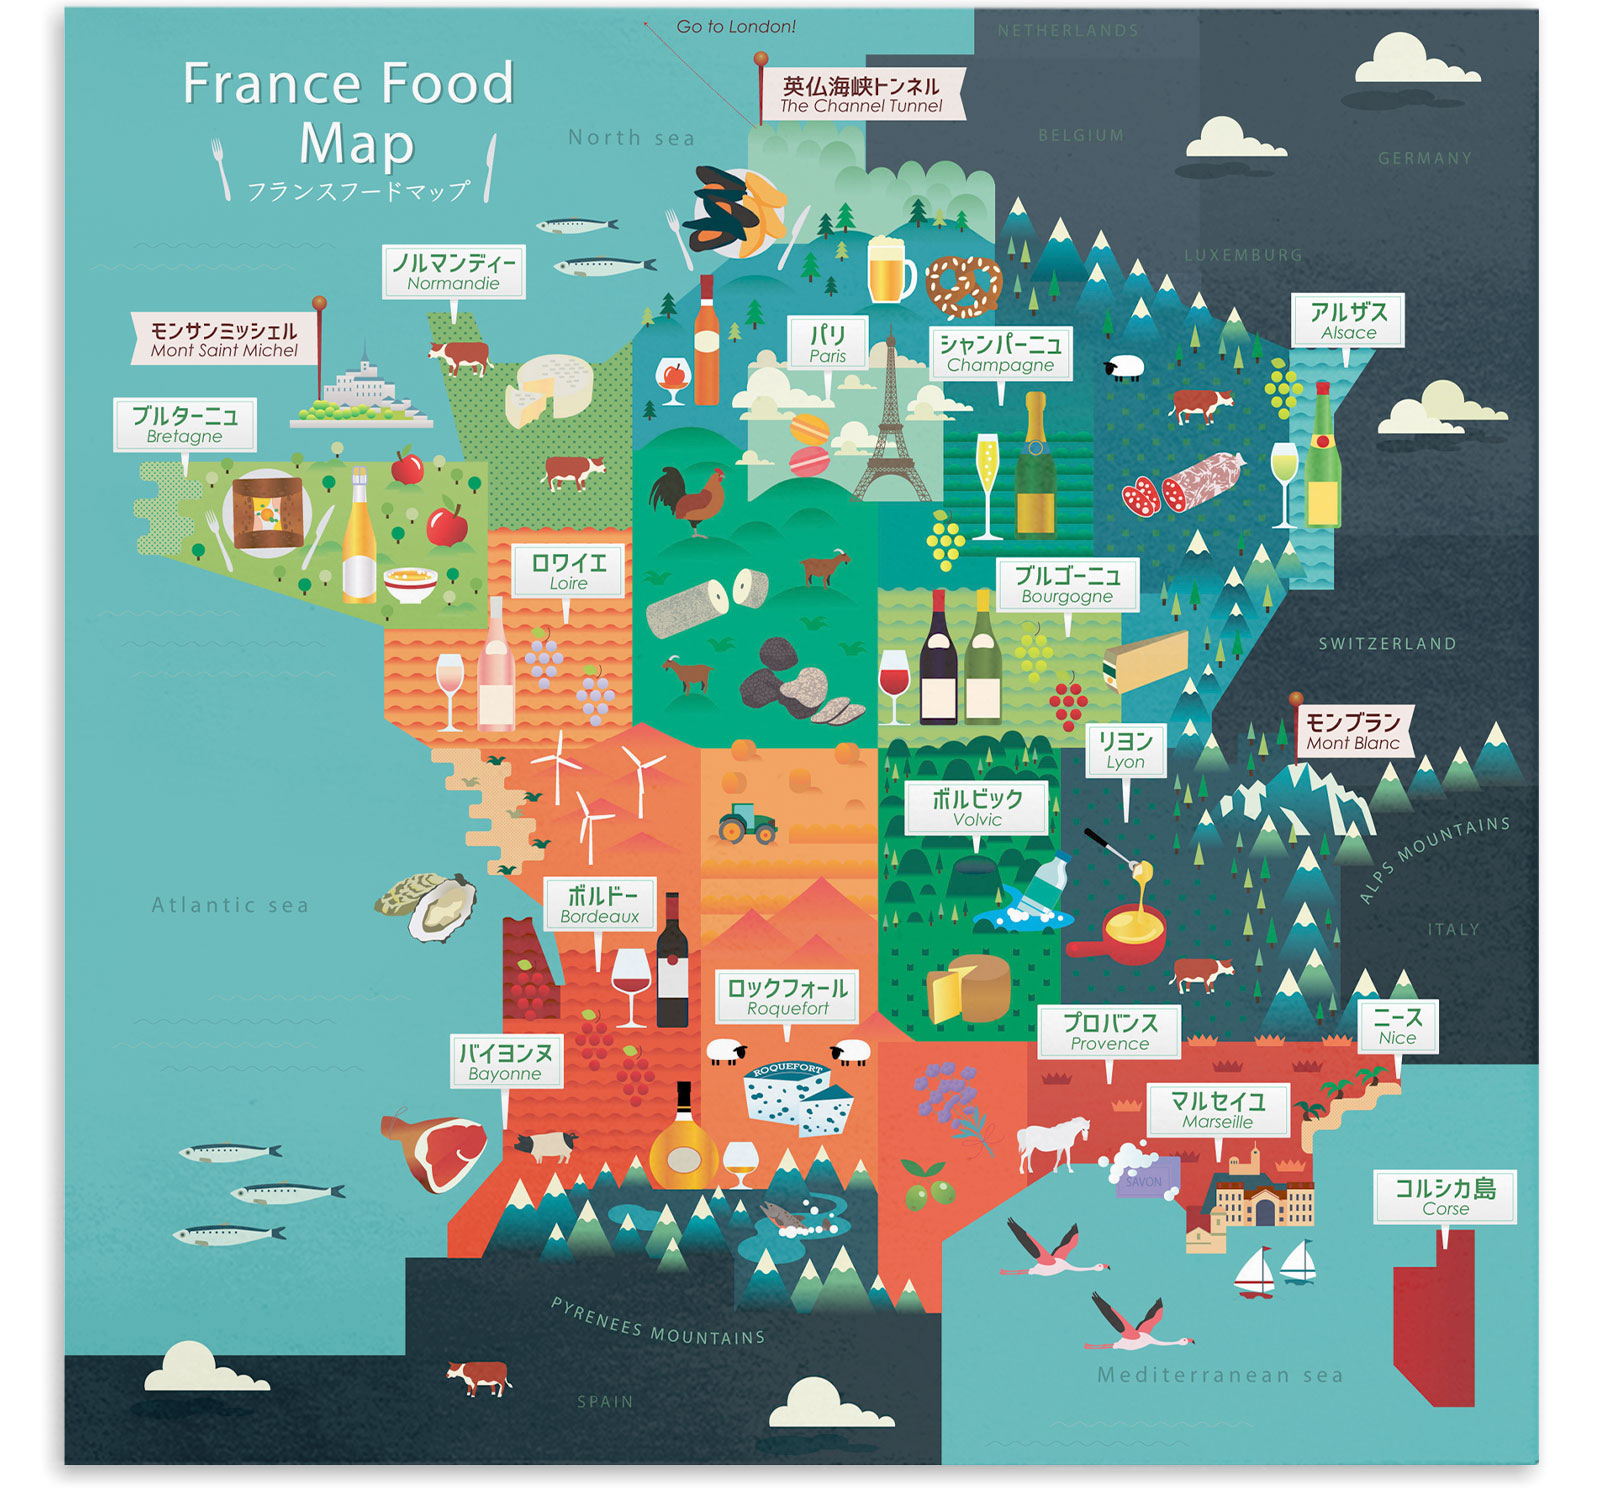 Go to London!
NETHERLANDS
France Food
Map
フランスフードマップ
英仏海峡トンネル
The Channel Tunnel
North sea
BELGIUM
GERMANY
LUXEMBURG
ノルマンディー
Normandie
モンサンミッシェル
Mont Saint Michel
パリ
Paris
シャンパーニュ
Champagne
アルザス
Alsace
ブルターニュ
Bretagne
ロワイエ
Loire
ブルゴーニュ
Bourgogne
SWITZERLAND
モンブラン
Mont Blanc
リヨン
Lyon
ボルビック
Volvic
ALPS MOUNTAINS
Atlantic sea
ボルドー
Bordeaux
ITALY
ロックフォール
Roquefort
プロバンス
Provence
ニース
Nice
バイヨンヌ
Bayonne
ROQUEFORT
マルセイユ
Marseille
SAVON
コルシカ島
Corse
PYRENEES MOUNTAINS
Mediterranean sea
SPAIN